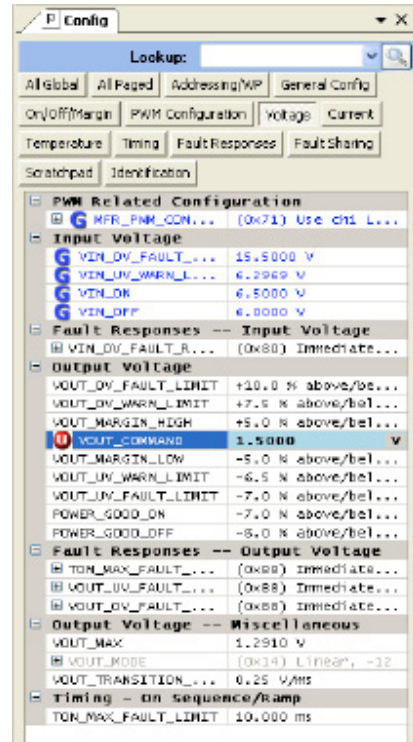 P Config
Lookup:
All Global All Paged Addressing/WP General Config
On/Off/Margin PWM Configuration Voltage Current
Temperature Timing Fault Responses Fault Sharing
Scratchpad Identification
PWM Related Configuration
G MFR_PWM_CON... (0x71) Use ch1 L...
Input Voltage
G VIN_OV_FAULT_... 15.5000 V
G VIN_UV_WARN_L... 6.2969 V
G VIN_ON 6.5000 V
G VIN_OFF 6.0000 V
Fault Responses -- Input Voltage
VIN_OV_FAULT_R... (0x80) Immediate...
Output Voltage
VOUT_OV_FAULT_LIMIT +10.0 % above/be...
VOUT_OV_WARN_LIMIT +7.5 % above/bel...
VOUT_MARGIN_HIGH +5.0 % above/bel...
U VOUT_COMMAND 1.5000 V
VOUT_MARGIN_LOW -5.0 % above/bel...
VOUT_UV_WARN_LIMIT -6.5 % above/bel...
VOUT_UV_FAULT_LIMIT -7.0 % above/bel...
POWER_GOOD_ON -7.0 % above/bel...
POWER_GOOD_OFF -8.0 % above/bel...
Fault Responses -- Output Voltage
TON_MAX_FAULT_... (0xB8) Immediate...
VOUT_UV_FAULT_... (0xB8) Immediate...
VOUT_OV_FAULT_... (0xB8) Immediate...
Output Voltage -- Miscellaneous
VOUT_MAX 1.2910 V
VOUT_MODE (0x14) Linear, -12
VOUT_TRANSITION_... 0.25 V/ms
Timing - On Sequence/Ramp
TON_MAX_FAULT_LIMIT 10.000 ms